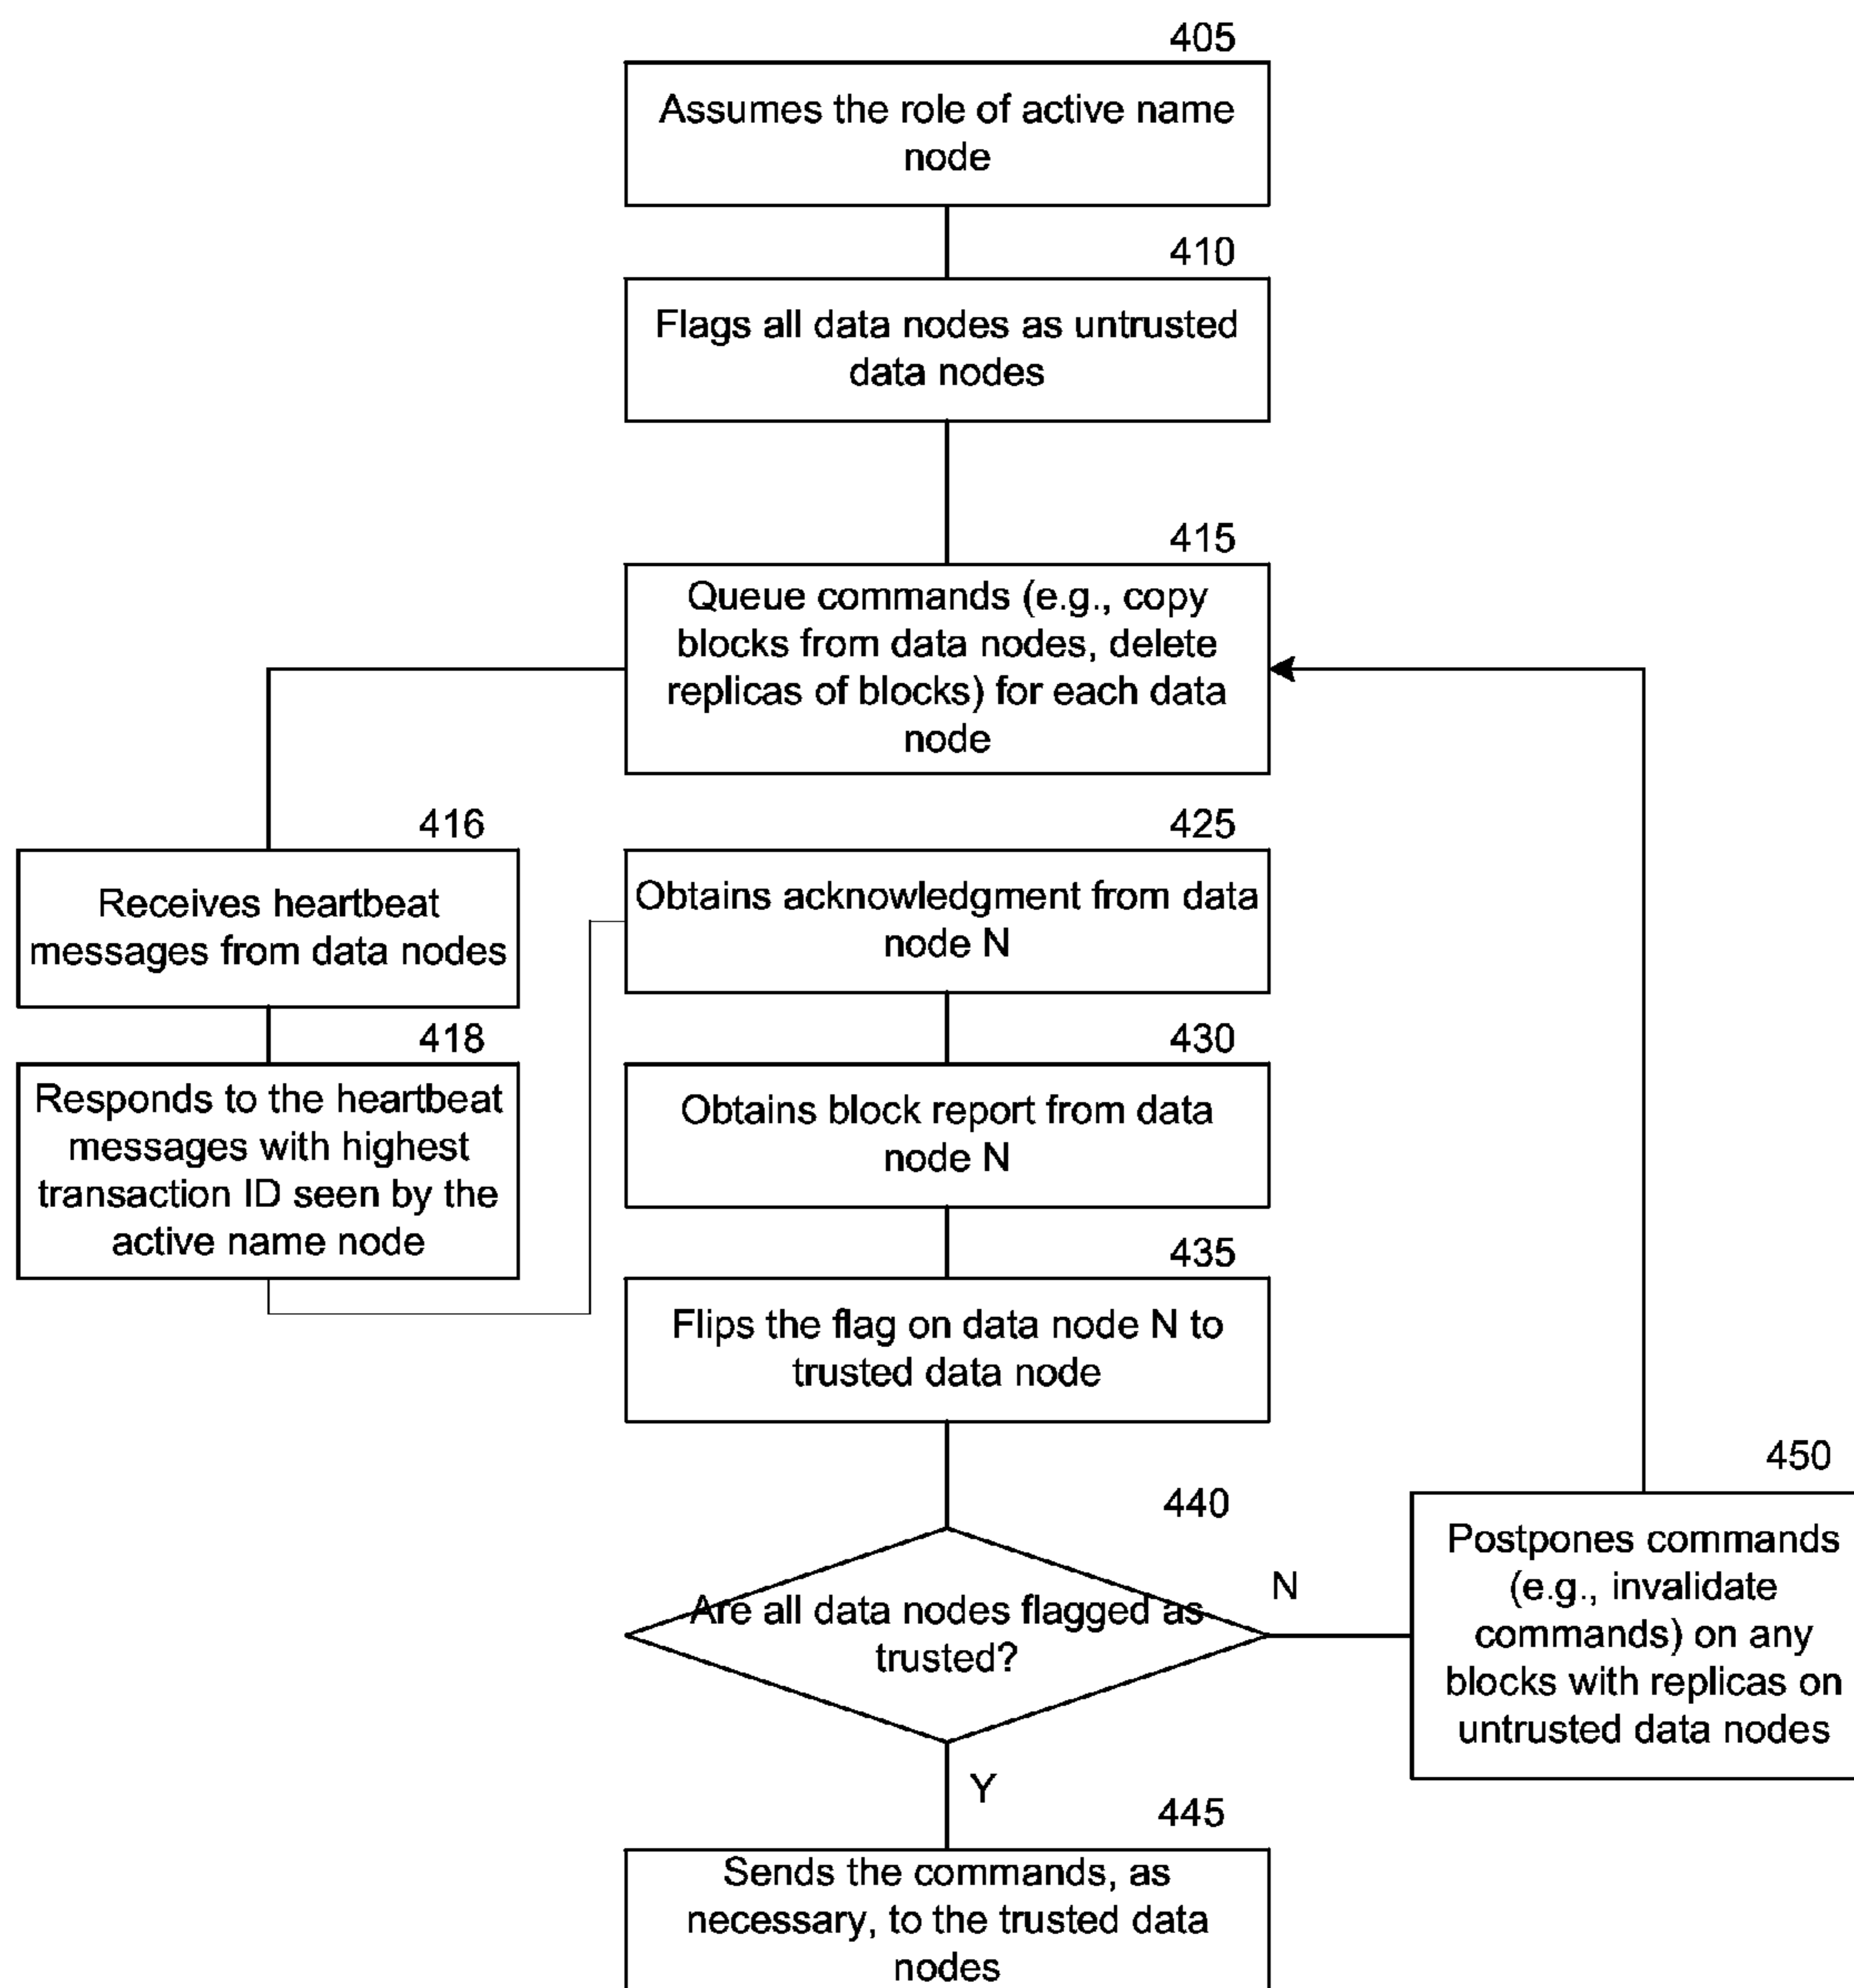 405
Assumes the role of active name
node
410
Flags all data nodes as untrusted
data nodes
415
Queue commands (e.g., copy
blocks from data nodes, delete
replicas of blocks) for each data
node
416
Receives heartbeat
messages from data nodes
418
Responds to the heartbeat
messages with highest
transaction ID seen by the
active name node
425
Obtains acknowledgment from data
node N
430
Obtains block report from data
node N
435
Flips the flag on data node N to
trusted data node
440
Are all data nodes flagged as
trusted?
N
450
Postpones commands
(e.g., invalidate
commands) on any
blocks with replicas on
untrusted data nodes
Y
445
Sends the commands, as
necessary, to the trusted data
nodes